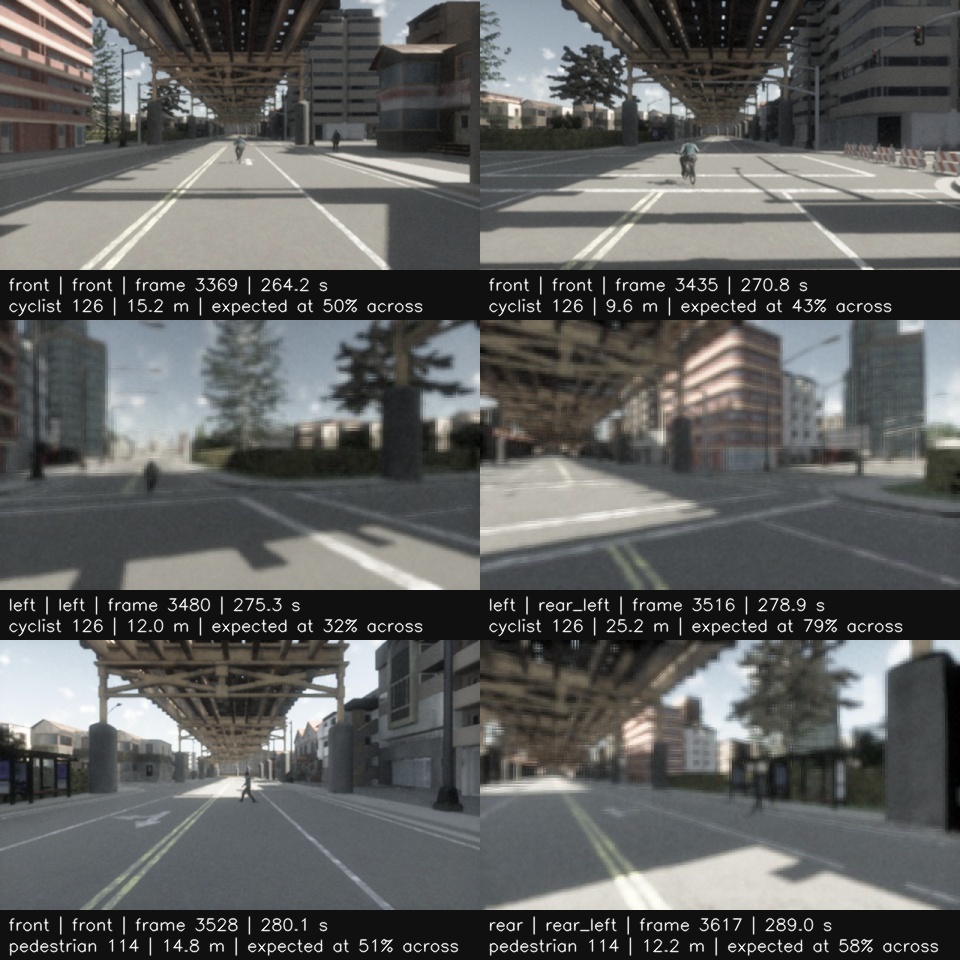 front | front | frame 3369 | 264.2 s
cyclist 126 | 15.2 m | expected at 50% across
front | front | frame 3435 | 270.8 s
cyclist 126 | 9.6 m | expected at 43% across
left | left | frame 3480 | 275.3 s
cyclist 126 | 12.0 m | expected at 32% across
left | rear_left | frame 3516 | 278.9 s
cyclist 126 | 25.2 m | expected at 79% across
front | front | frame 3528 | 280.1 s
pedestrian 114 | 14.8 m | expected at 51% across
rear | rear_left | frame 3617 | 289.0 s
pedestrian 114 | 12.2 m | expected at 58% across